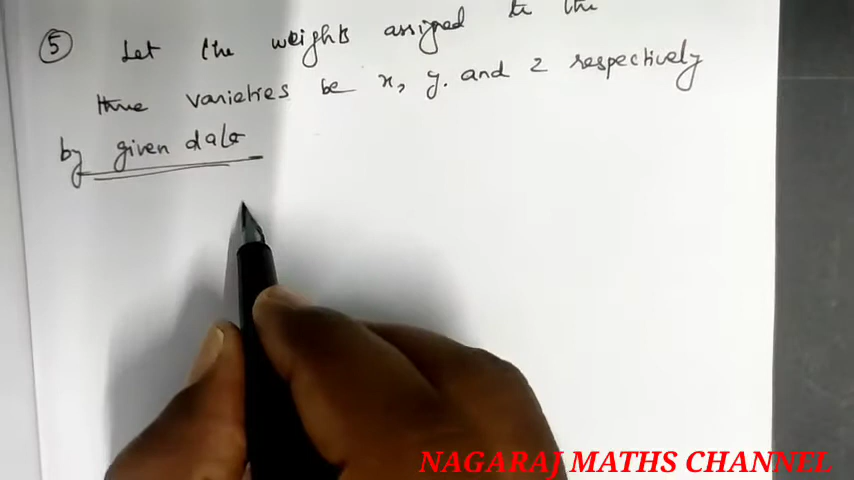 ⑤ Let the weights assigned to the
three varieties be x, y. and z respectively
by given data
NAGARAJ MATHS CHANNEL